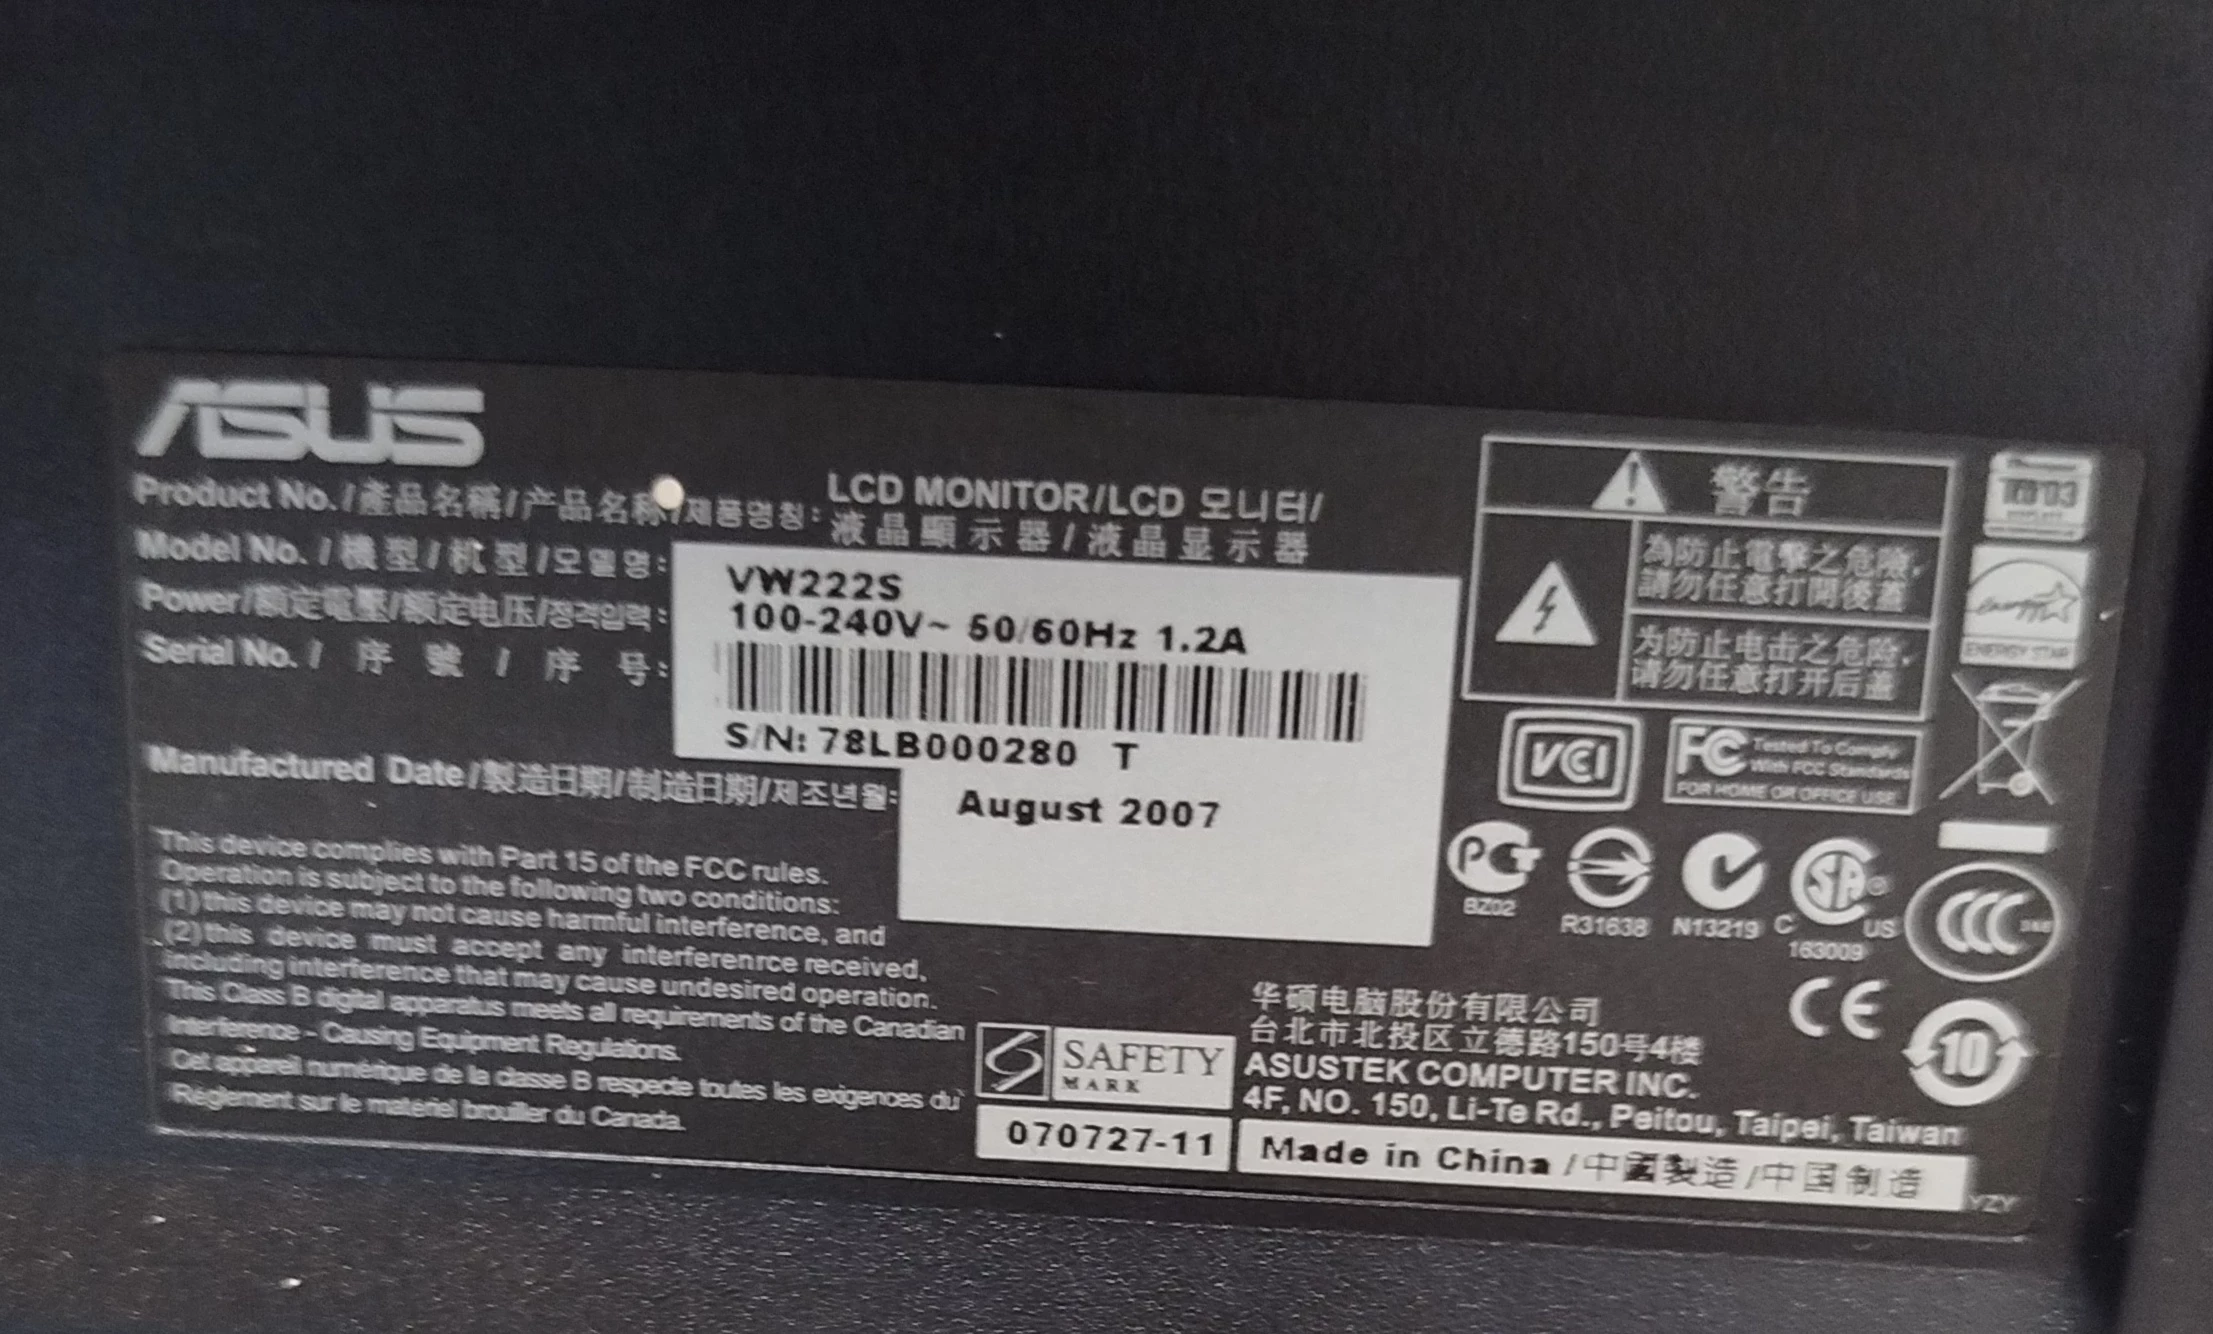 ASUS
Product No./產品名稱/产品名称/제품명칭: LCD MONITOR/LCD 모니터/
液晶顯示器/液晶显示器
Model No./機型/机型/모델명: VW222S
Power/額定電壓/额定电压/정격입력: 100-240V~ 50/60Hz 1.2A
Serial No./ 序 號 / 序 号:
S/N: 78LB000280 T
Manufactured Date/製造日期/制造日期/제조년월: August 2007
This device complies with Part 15 of the FCC rules.
Operation is subject to the following two conditions:
(1)this device may not cause harmful interference, and
(2)this device must accept any interferenrce received,
including interference that may cause undesired operation.
This Class B digital apparatus meets all requirements of the Canadian
Interference - Causing Equipment Regulations.
Cet appareil numérique de la classe B respecte toutes les exigences du
Règlement sur le matériel brouiller du Canada.
警告
為防止電擊之危險,
請勿任意打開後蓋
为防止电击之危险,
请勿任意打开后盖
TCO'03
ENERGY STAR
VCCI
FC Tested To Comply
With FCC Standards
FOR HOME OR OFFICE USE
BZ02
R31638
N13219
C SA US
163009
CCC
CE
10
SAFETY
MARK
070727-11
华硕电脑股份有限公司
台北市北投区立德路150号4楼
ASUSTEK COMPUTER INC.
4F, NO. 150, Li-Te Rd., Peitou, Taipei, Taiwan
Made in China /中國製造/中国制造
YZY